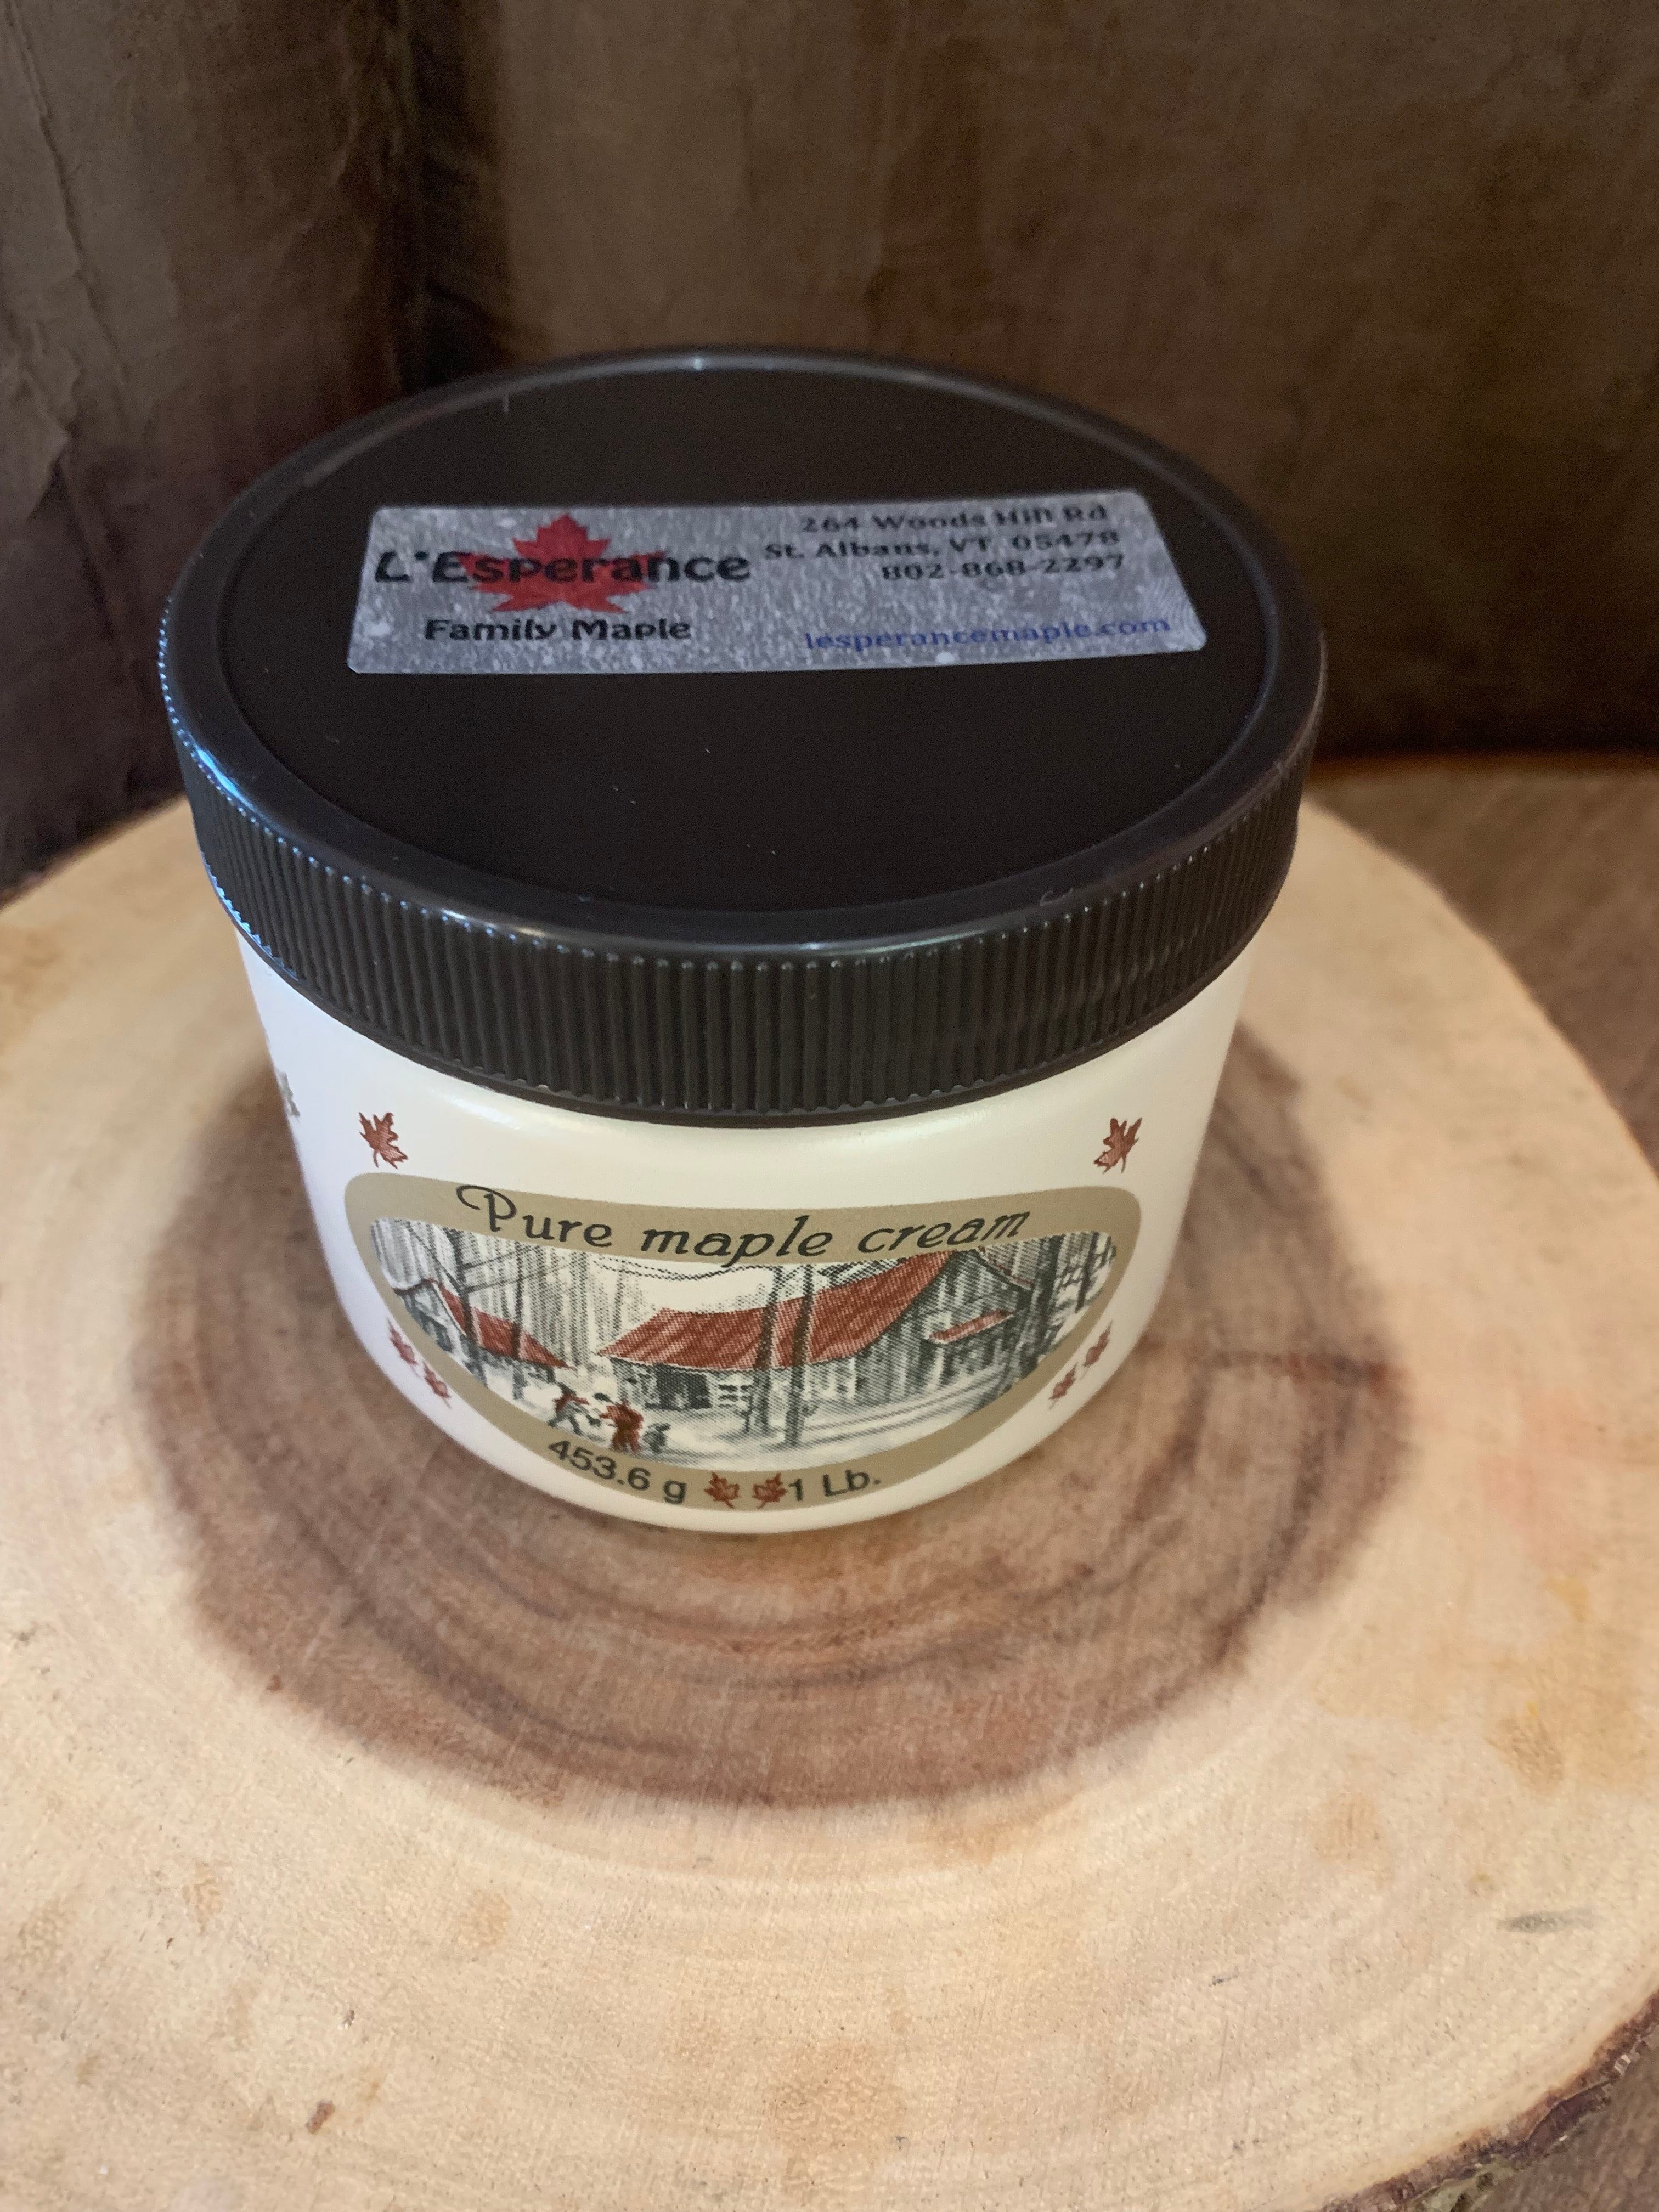 L'Esperance
Family Maple
264 Woods Hill Rd
St. Albans, VT, 05478
802-868-2297
lesperancemaple.com
Pure maple cream
453.6 g 1 Lb.